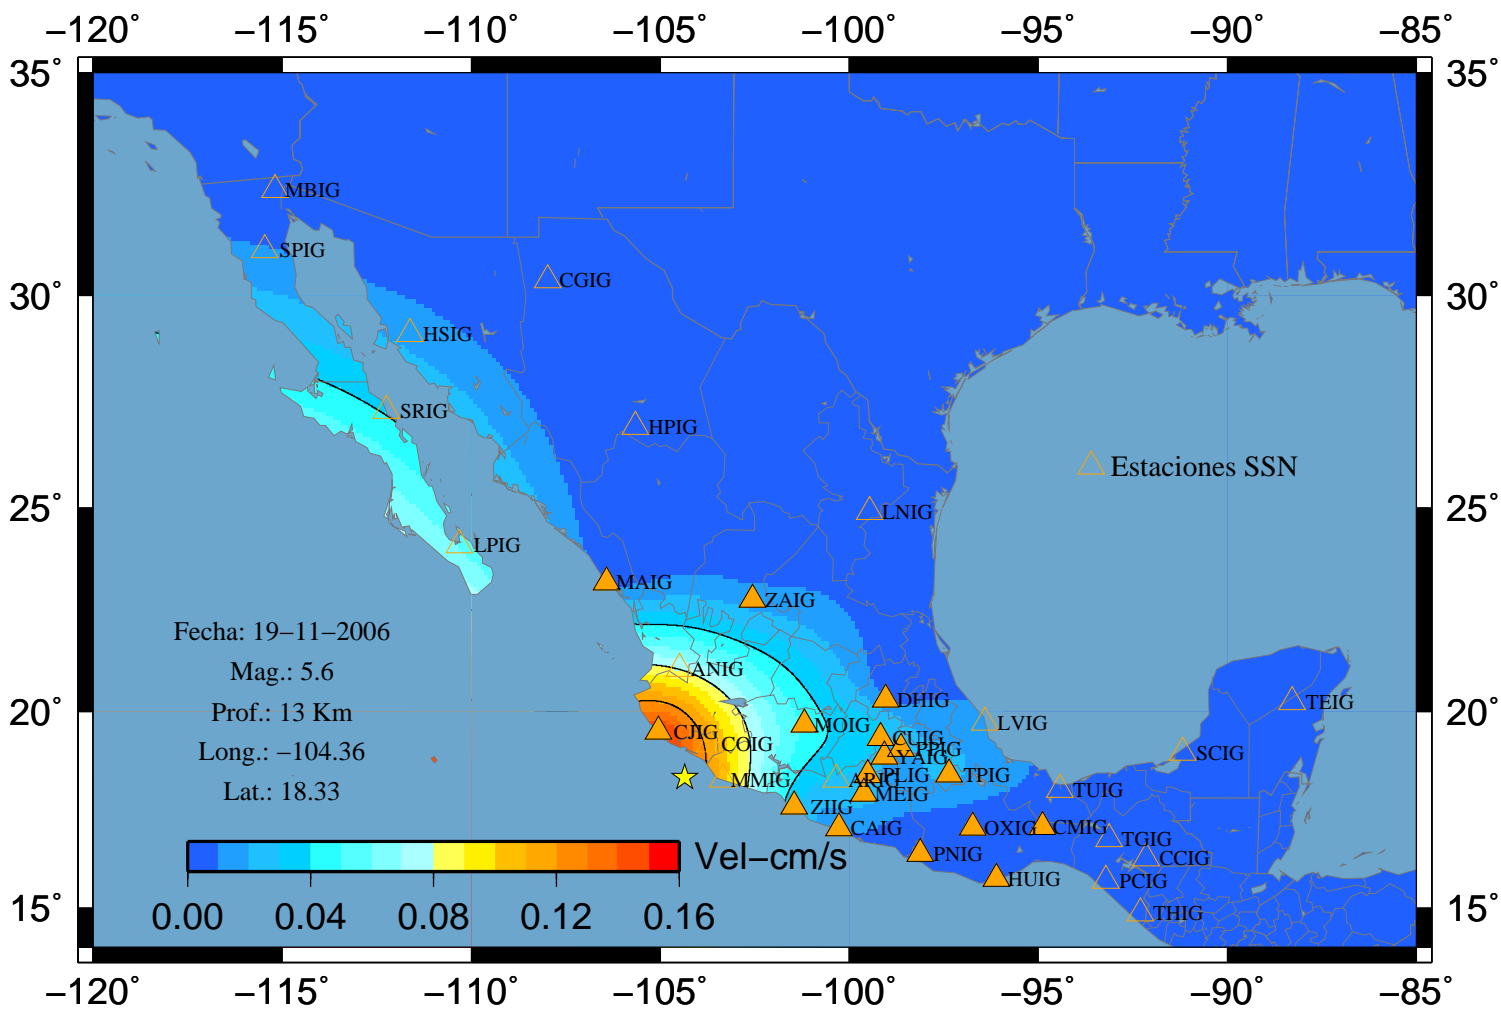 −120° −115° −110° −105° −100° −95° −90° −85°
35° 35°
MBIG
SPIG
CGIG
30° 30°
HSIG
SRIG
HPIG
Estaciones SSN
25° LNIG 25°
LPIG
MAIG
ZAIG
Fecha: 19−11−2006
Mag.: 5.6
ANIG
DHIG
TEIG
Prof.: 13 Km
20° 20°
MOIG
LVIG
CJIG
CUIG
COIG
PPIG
Long.: −104.36
SCIG
YAIG
PLIG
TPIG
MMIG
Lat.: 18.33
TUIG
MEIG
ZIIG
CAIG
OXIG
CMIG
TGIG
PNIG
Vel−cm/s
CCIG
HUIG
PCIG
15° 15°
THIG
0.00 0.04 0.08 0.12 0.16
−120° −115° −110° −105° −100° −95° −90° −85°